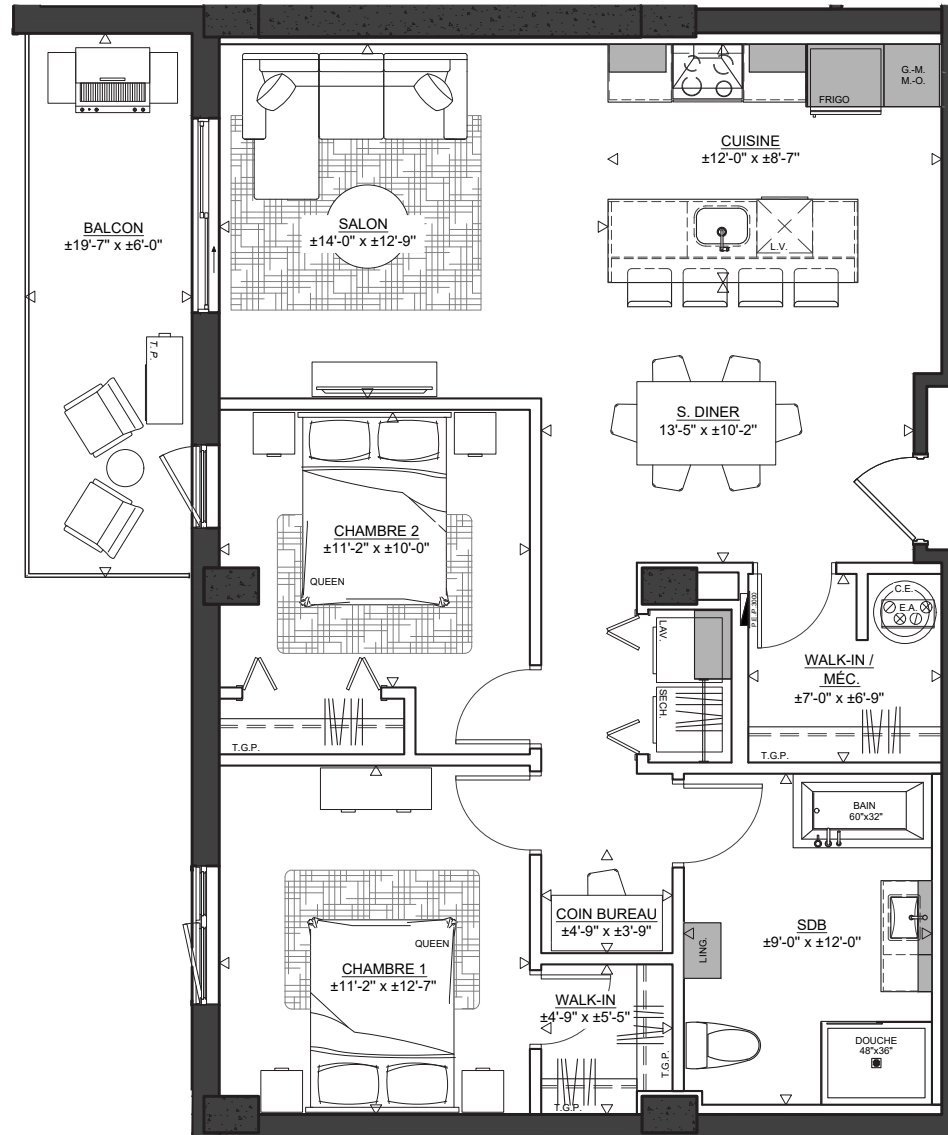 G.-M.
M.-O.
FRIGO
CUISINE
±12'-0" x ±8'-7"
BALCON
±19'-7" x ±6'-0"
SALON
±14'-0" x ±12'-9"
L.V.
T.P.
S. DINER
13'-5" x ±10'-2"
CHAMBRE 2
±11'-2" x ±10'-0"
QUEEN
C.E.
E.A.
P.E.P. 3000
LAV.
WALK-IN /
MÉC.
±7'-0" x ±6'-9"
SECH.
T.G.P.
T.G.P.
BAIN
60"x32"
COIN BUREAU
±4'-9" x ±3'-9"
SDB
±9'-0" x ±12'-0"
LING.
QUEEN
CHAMBRE 1
±11'-2" x ±12'-7"
WALK-IN
±4'-9" x ±5'-5"
DOUCHE
48"x36"
T.G.P.
T.G.P.